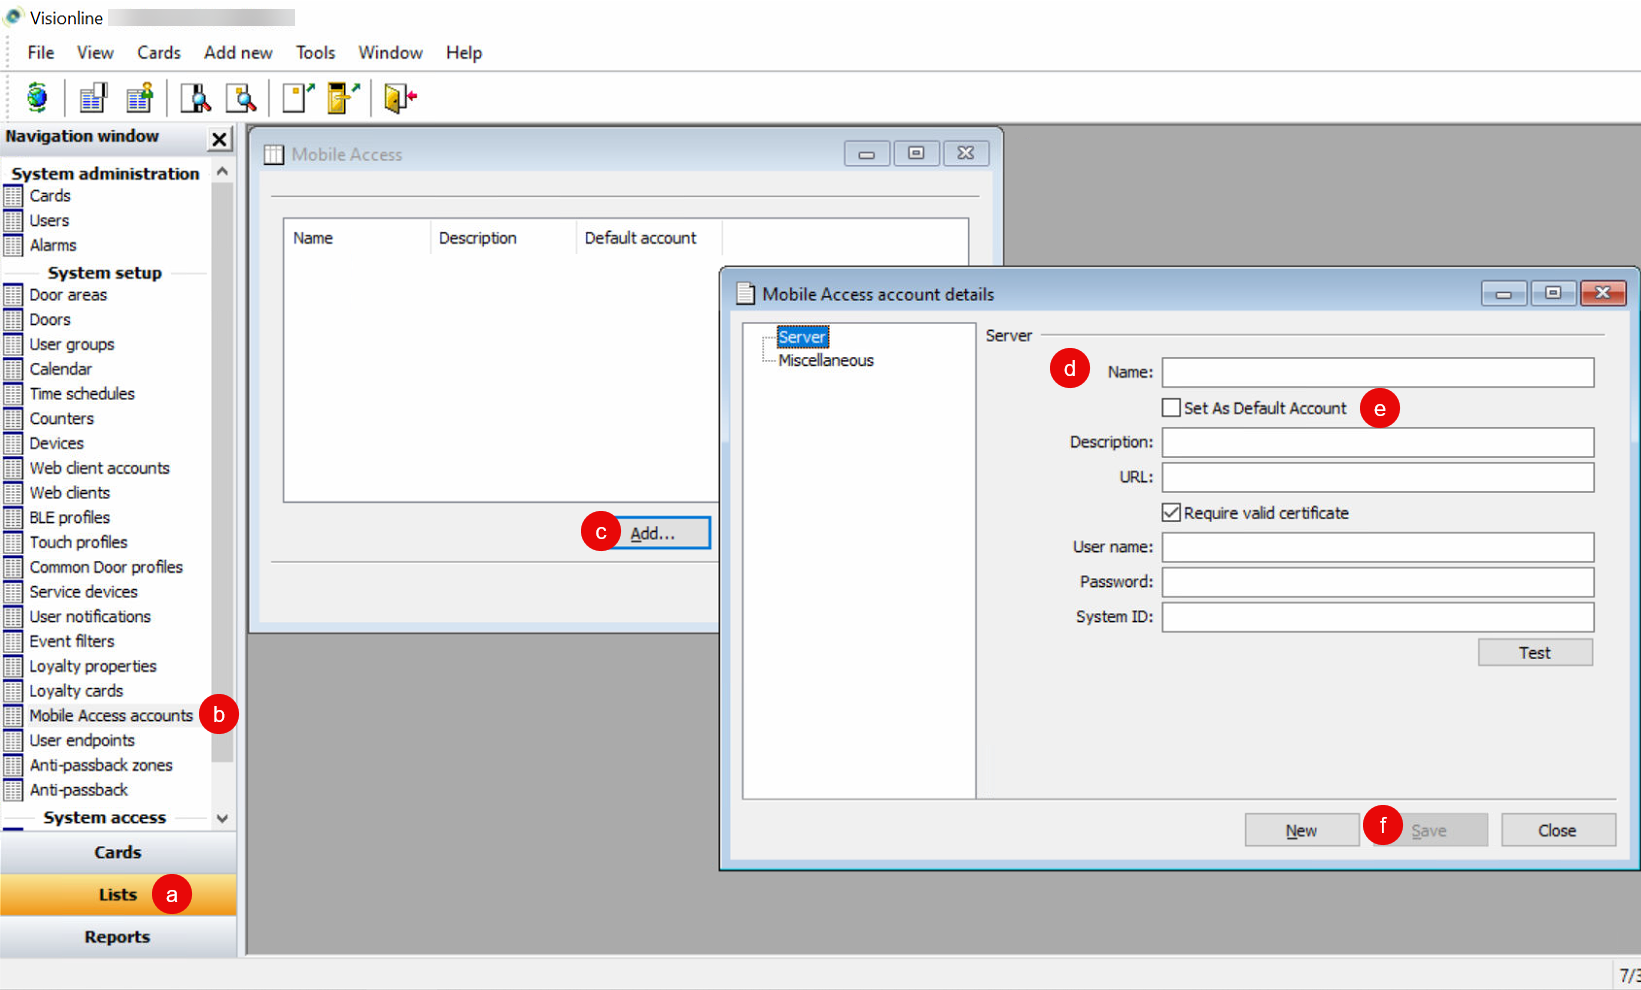 Visionline
File View Cards Add new Tools Window Help
Navigation window
System administration
Cards
Users
Alarms
System setup
Door areas
Doors
User groups
Calendar
Time schedules
Counters
Devices
Web client accounts
Web clients
BLE profiles
Touch profiles
Common Door profiles
Service devices
User notifications
Event filters
Loyalty properties
Loyalty cards
Mobile Access accounts b
User endpoints
Anti-passback zones
Anti-passback
System access
Cards
Lists a
Reports
Mobile Access
Name Description Default account
c Add...
Mobile Access account details
Server
Miscellaneous
Server
d Name:
Set As Default Account e
Description:
URL:
Require valid certificate
User name:
Password:
System ID:
Test
New f Save Close
7/3